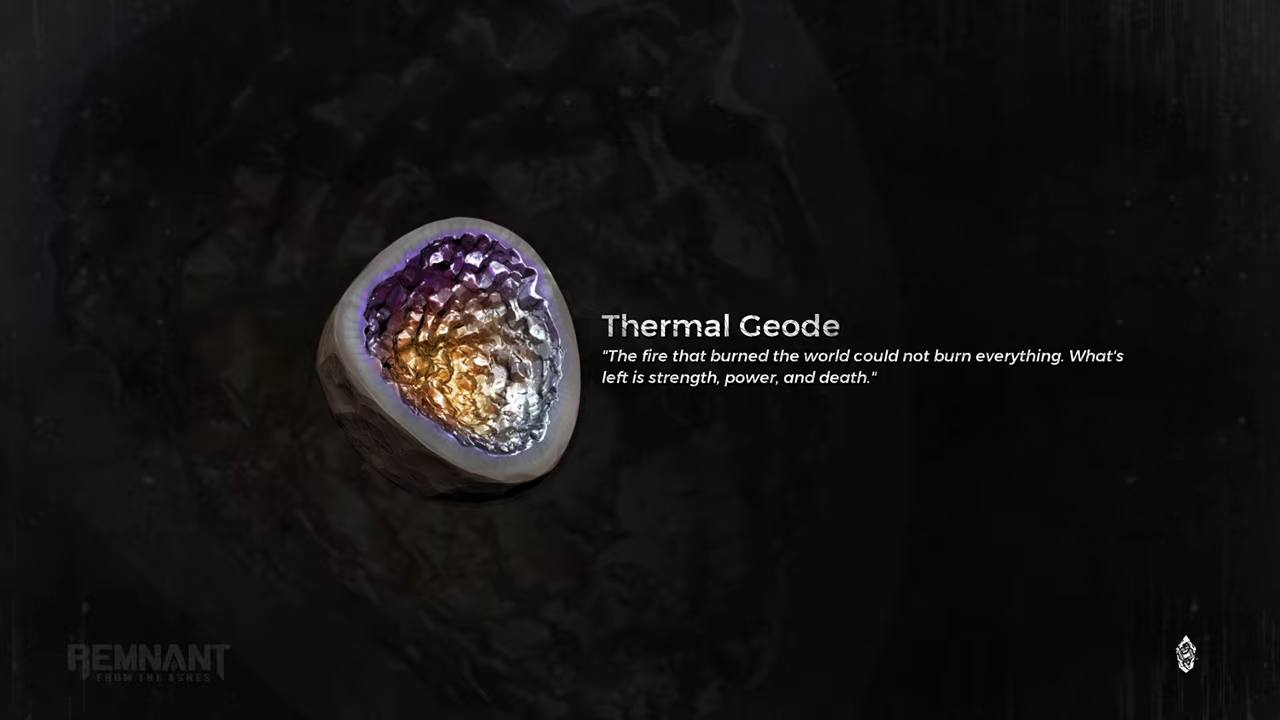 Thermal Geode
"The fire that burned the world could not burn everything. What's
left is strength, power, and death."
REMNANT
FROM THE ASHES